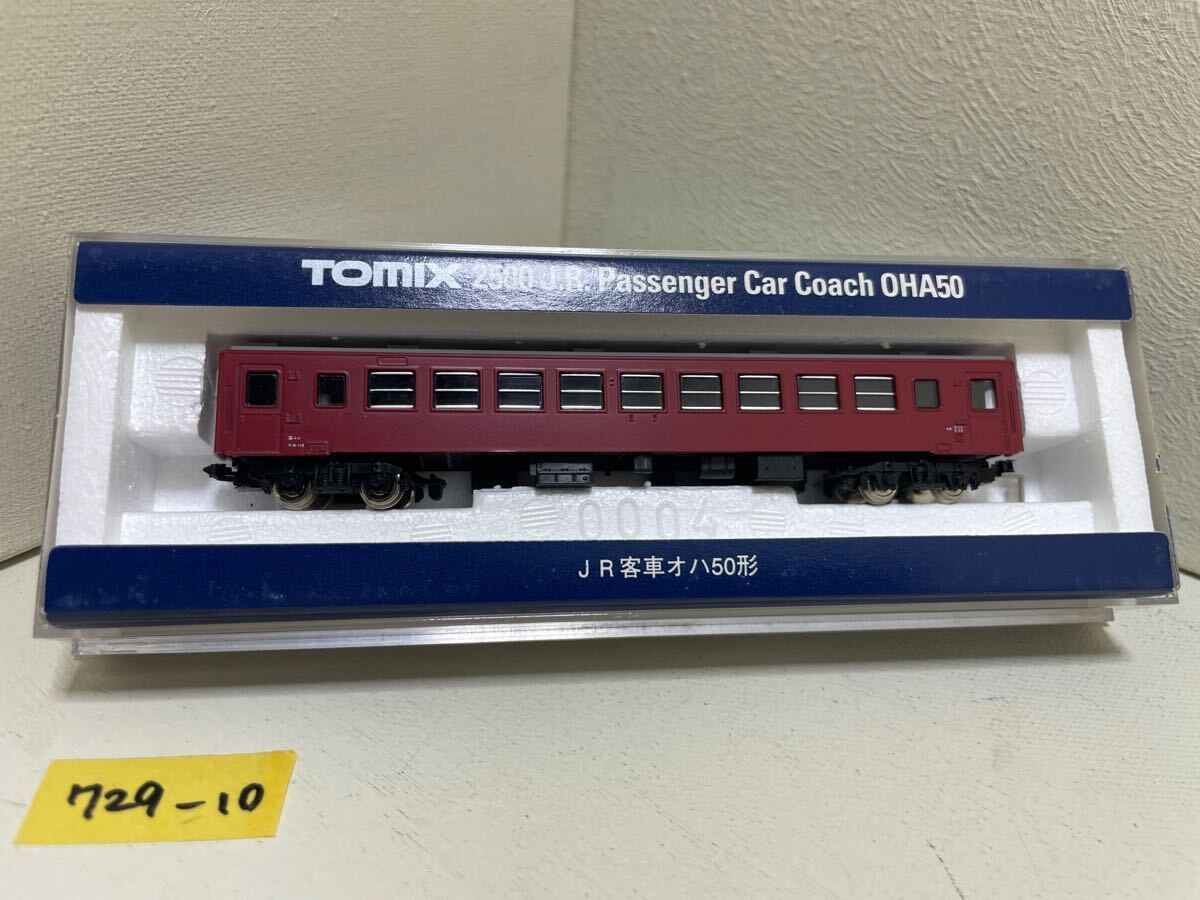 TOMIX 2500 J.R. Passenger Car Coach OHA50
0004
JR客車オハ50形
729-10